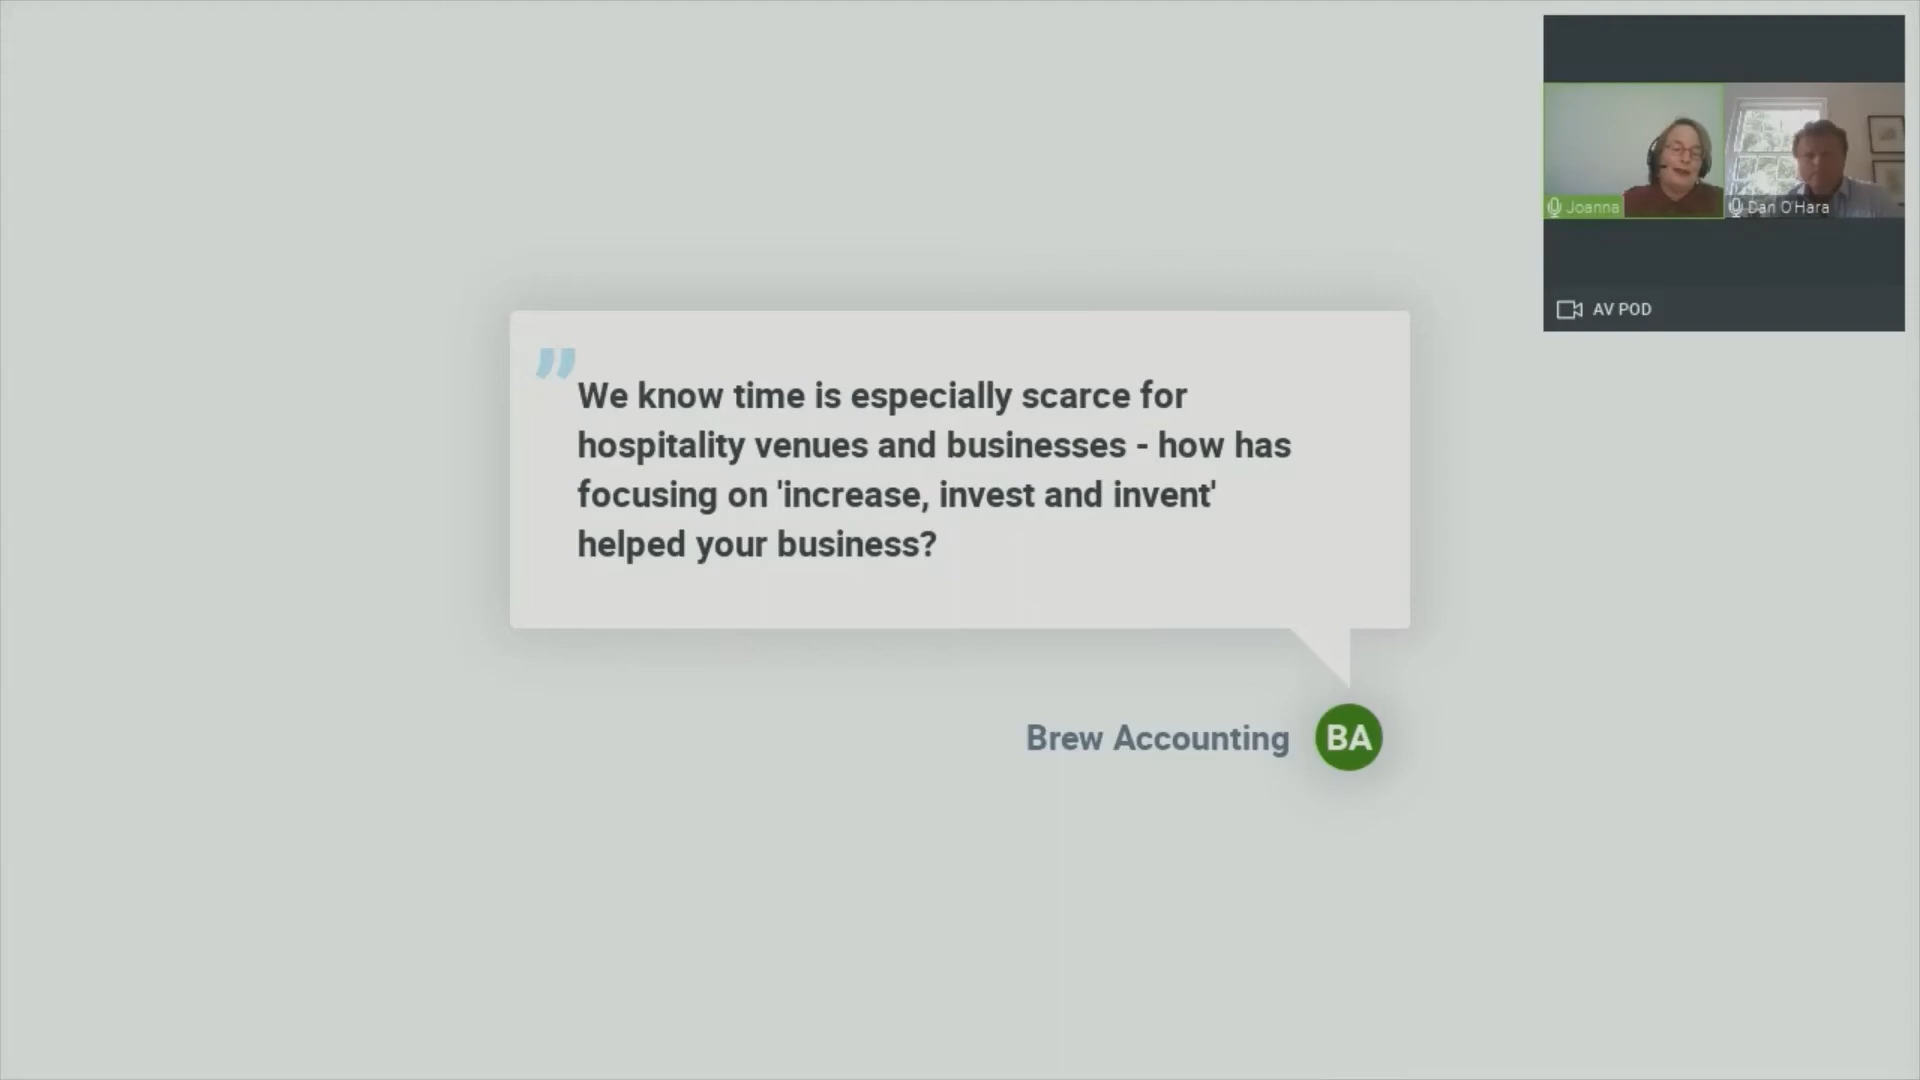 Joanna
Dan O'Hara
AV POD
We know time is especially scarce for
hospitality venues and businesses - how has
focusing on 'increase, invest and invent'
helped your business?
Brew Accounting
BA